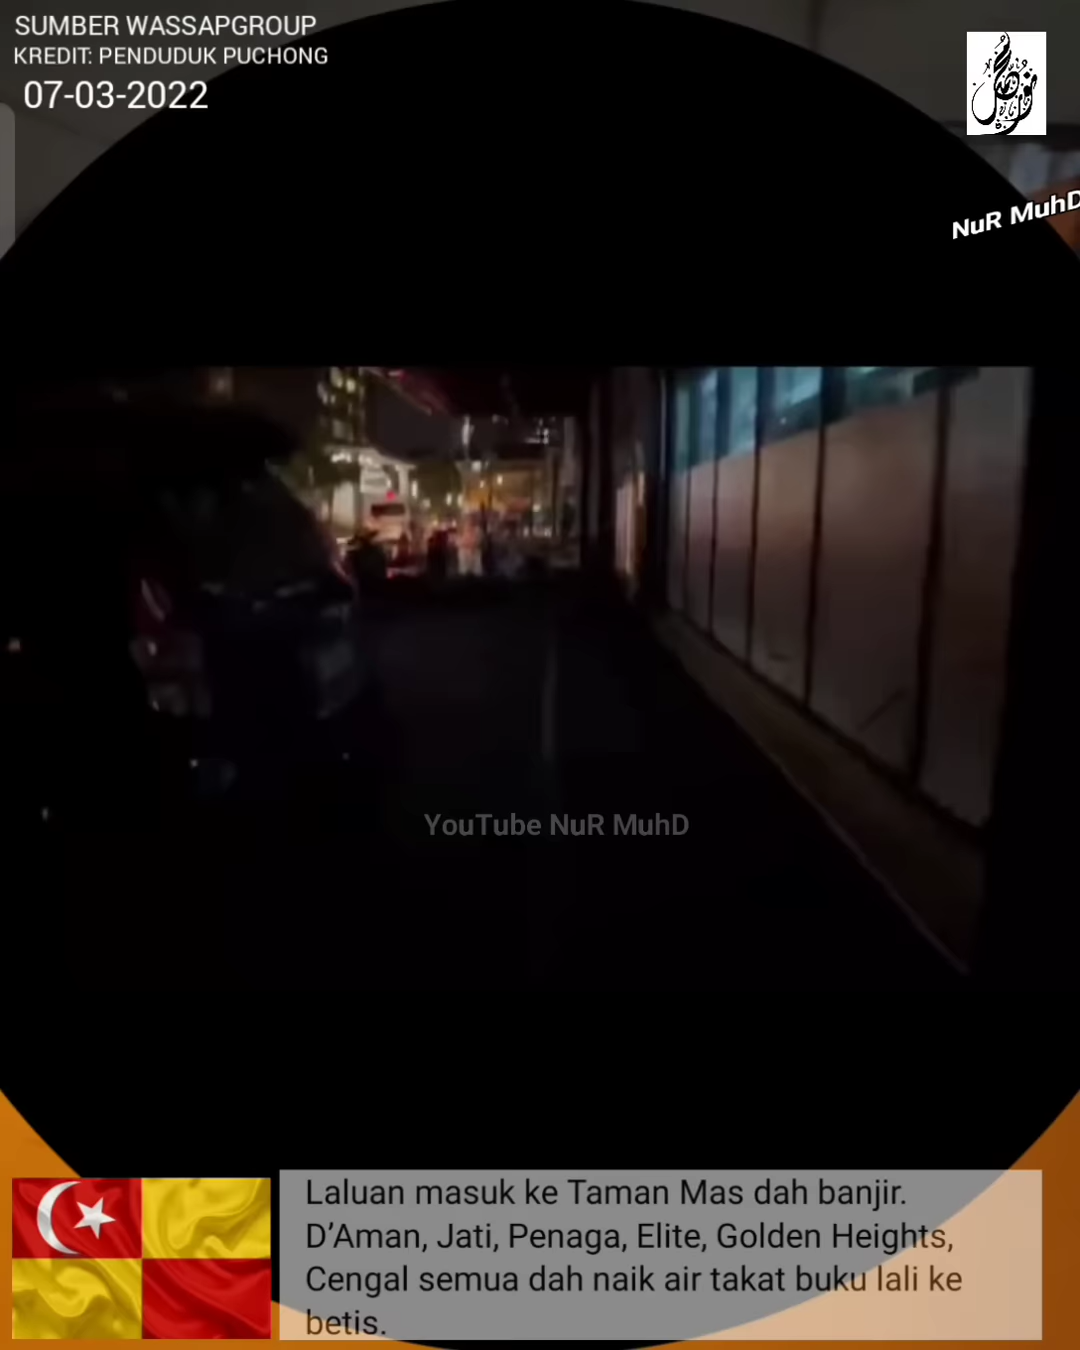 SUMBER WASSAPGROUP
KREDIT: PENDUDUK PUCHONG
07-03-2022
NuR MuhD
YouTube NuR MuhD
Laluan masuk ke Taman Mas dah banjir.
D’Aman, Jati, Penaga, Elite, Golden Heights,
Cengal semua dah naik air takat buku lali ke
betis.